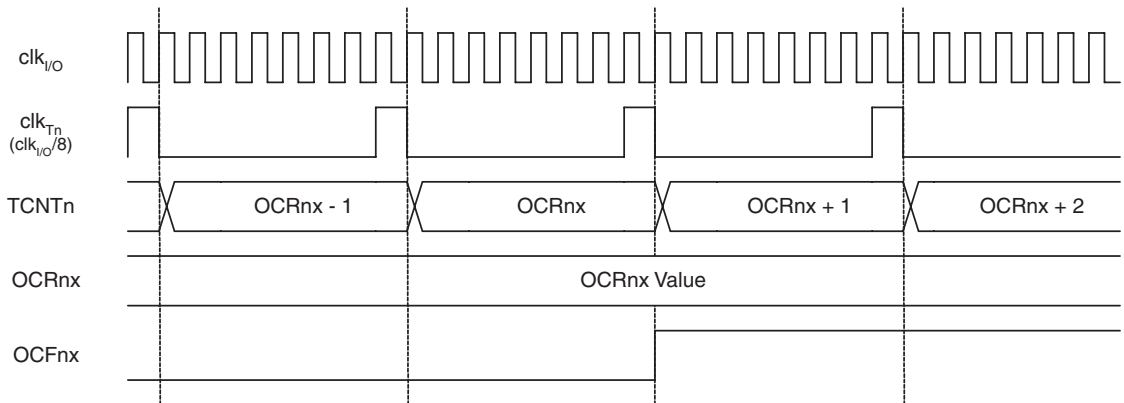 clkI/O
clkTn
(clkI/O/8)
TCNTn
OCRnx - 1
OCRnx
OCRnx + 1
OCRnx + 2
OCRnx
OCRnx Value
OCFnx